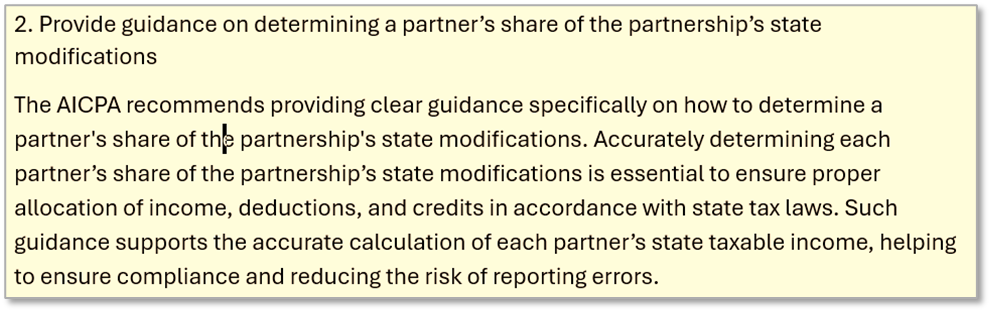 2. Provide guidance on determining a partner’s share of the partnership’s state
modifications
The AICPA recommends providing clear guidance specifically on how to determine a
partner's share of the partnership's state modifications. Accurately determining each
partner’s share of the partnership’s state modifications is essential to ensure proper
allocation of income, deductions, and credits in accordance with state tax laws. Such
guidance supports the accurate calculation of each partner’s state taxable income, helping
to ensure compliance and reducing the risk of reporting errors.